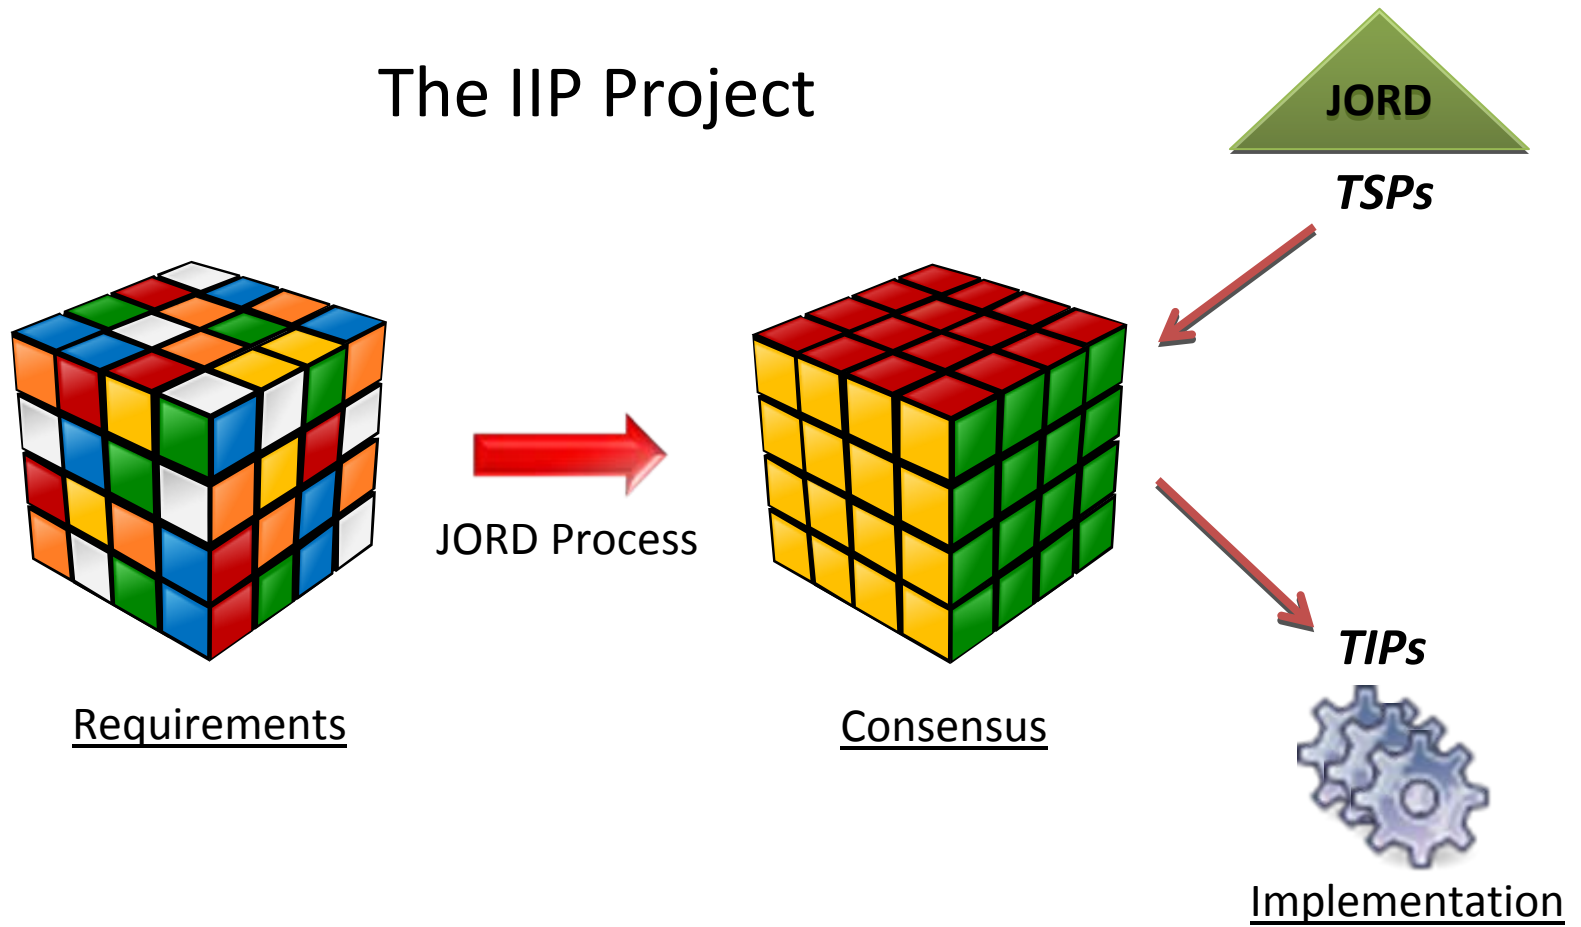 The IIP Project
JORD
TSPs
JORD Process
TIPs
Requirements
Consensus
Implementation